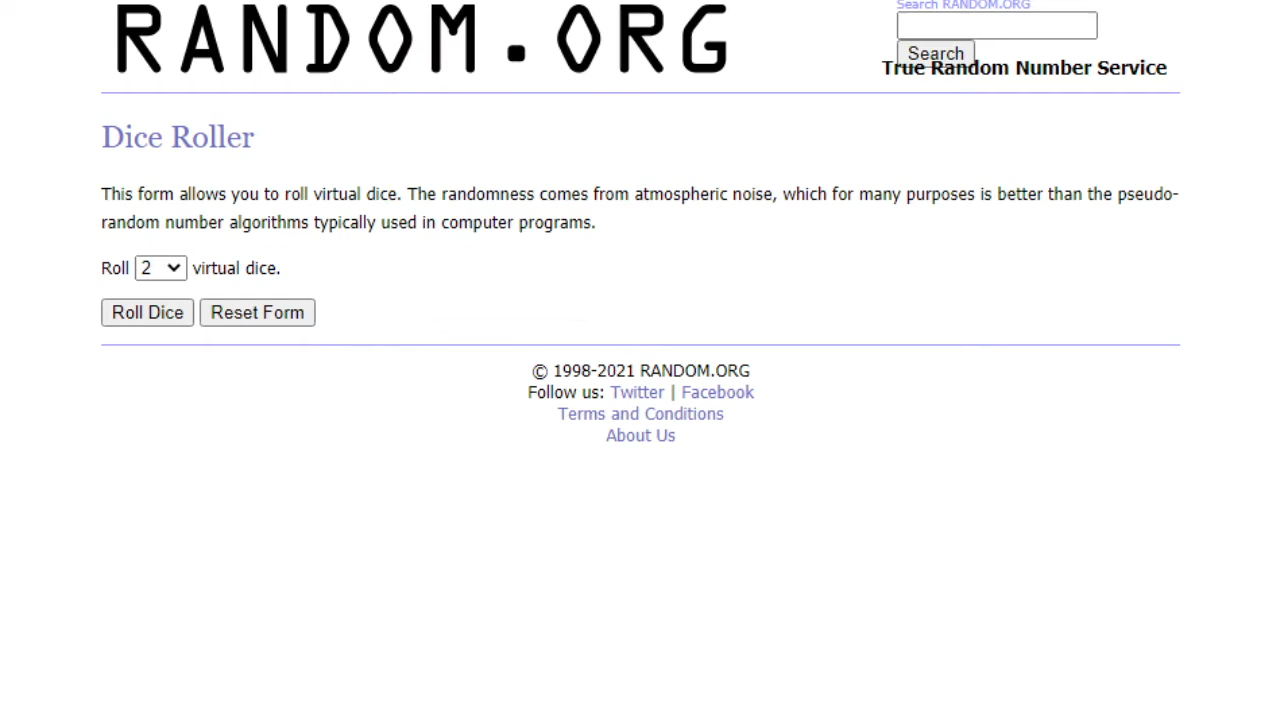 RANDOM.ORG
Search RANDOM.ORG
Search
True Random Number Service
Dice Roller
This form allows you to roll virtual dice. The randomness comes from atmospheric noise, which for many purposes is better than the pseudo-
random number algorithms typically used in computer programs.
Roll 2 virtual dice.
Roll Dice Reset Form
© 1998-2021 RANDOM.ORG
Follow us: Twitter | Facebook
Terms and Conditions
About Us